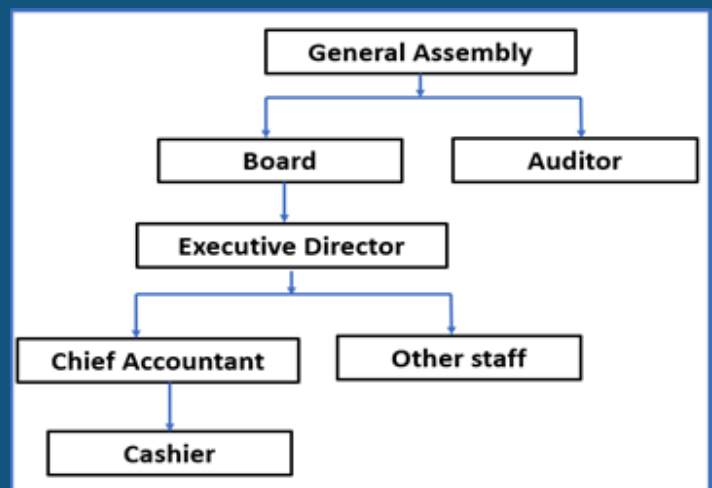 General Assembly
Board
Auditor
Executive Director
Chief Accountant
Other staff
Cashier